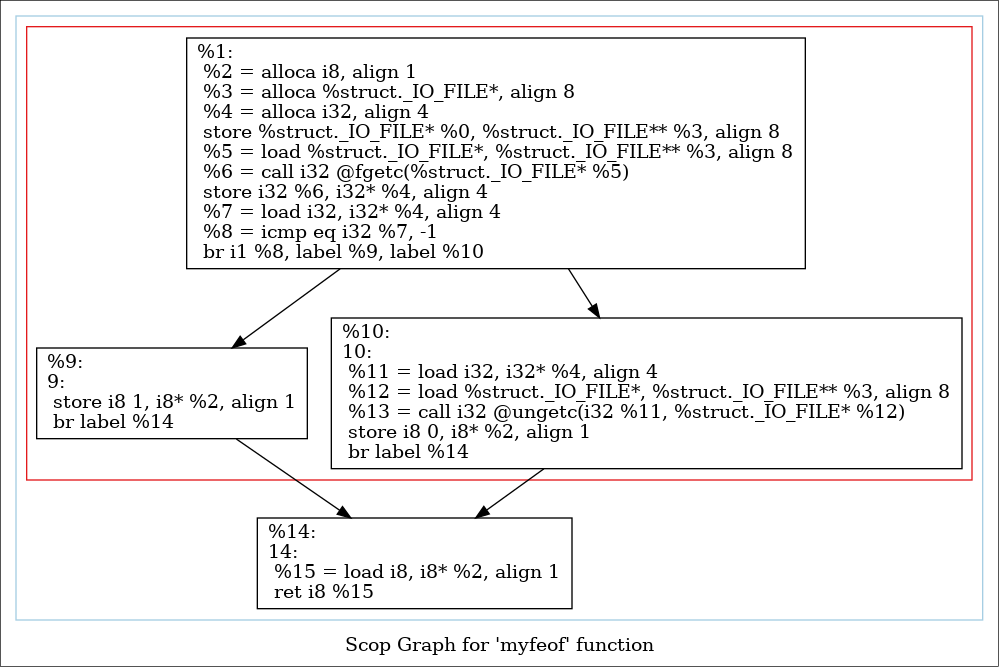 %1:
%2 = alloca i8, align 1
%3 = alloca %struct._IO_FILE*, align 8
%4 = alloca i32, align 4
store %struct._IO_FILE* %0, %struct._IO_FILE** %3, align 8
%5 = load %struct._IO_FILE*, %struct._IO_FILE** %3, align 8
%6 = call i32 @fgetc(%struct._IO_FILE* %5)
store i32 %6, i32* %4, align 4
%7 = load i32, i32* %4, align 4
%8 = icmp eq i32 %7, -1
br i1 %8, label %9, label %10
%9:
9:
store i8 1, i8* %2, align 1
br label %14
%10:
10:
%11 = load i32, i32* %4, align 4
%12 = load %struct._IO_FILE*, %struct._IO_FILE** %3, align 8
%13 = call i32 @ungetc(i32 %11, %struct._IO_FILE* %12)
store i8 0, i8* %2, align 1
br label %14
%14:
14:
%15 = load i8, i8* %2, align 1
ret i8 %15
Scop Graph for 'myfeof' function